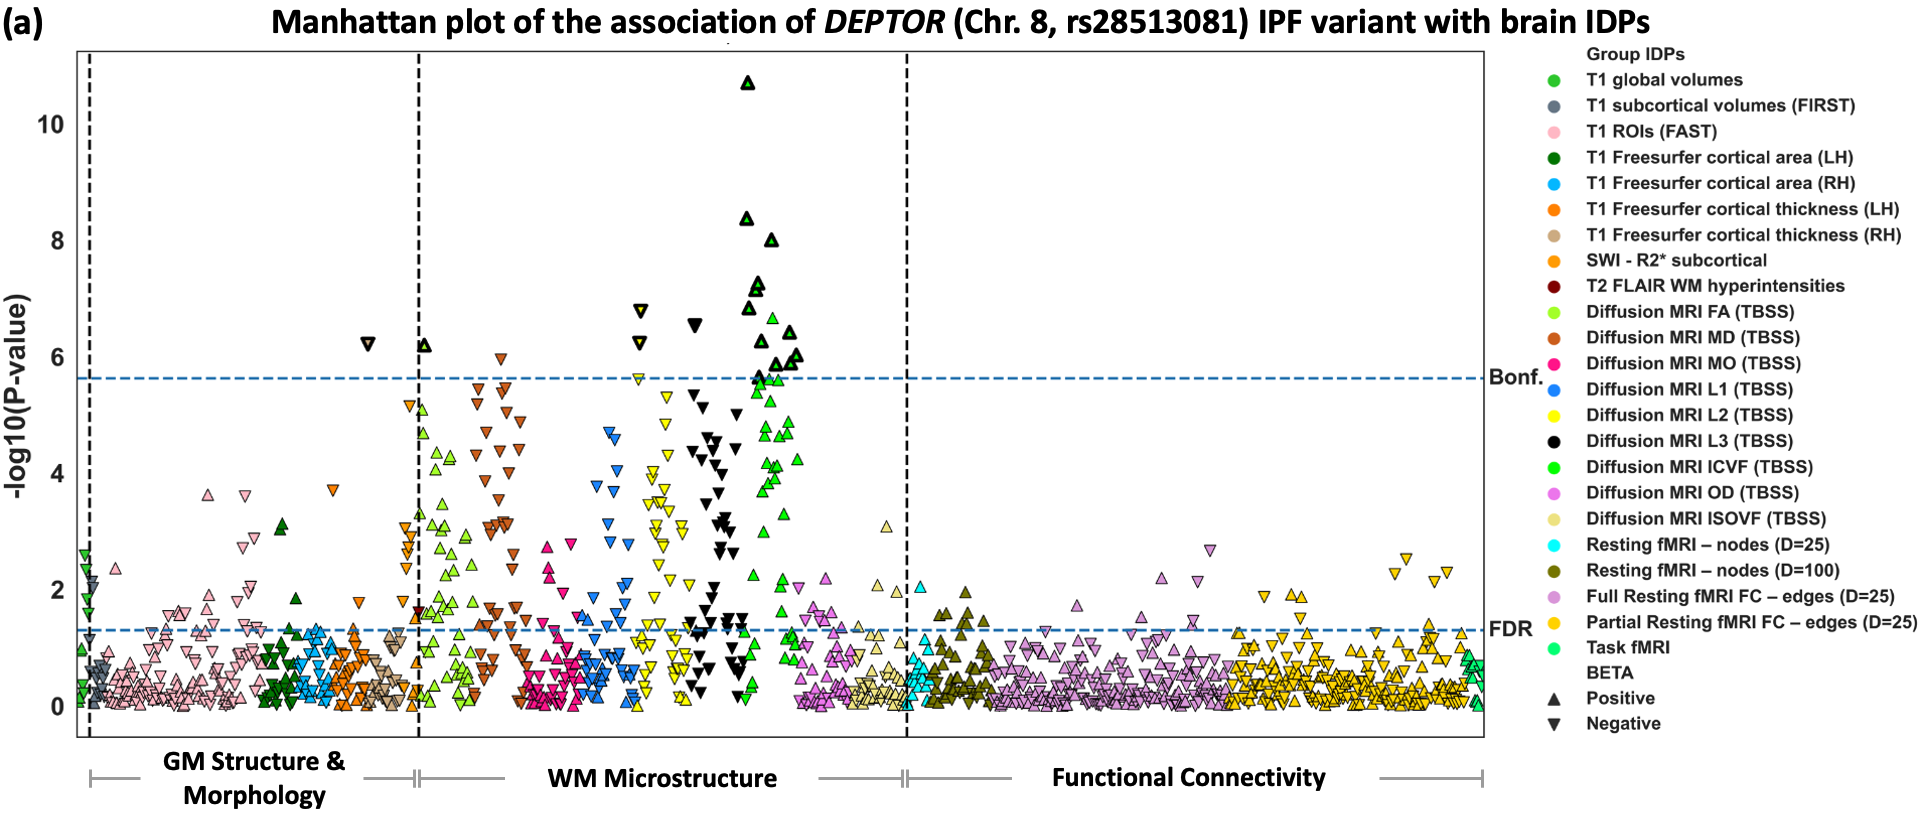 (a) Manhattan plot of the association of DEPTOR (Chr. 8, rs28513081) IPF variant with brain IDPs
-log10(P-value)
10
8
6
4
2
0
Bonf.
FDR
GM Structure &
Morphology
WM Microstructure
Functional Connectivity
Group IDPs
T1 global volumes
T1 subcortical volumes (FIRST)
T1 ROIs (FAST)
T1 Freesurfer cortical area (LH)
T1 Freesurfer cortical area (RH)
T1 Freesurfer cortical thickness (LH)
T1 Freesurfer cortical thickness (RH)
SWI - R2* subcortical
T2 FLAIR WM hyperintensities
Diffusion MRI FA (TBSS)
Diffusion MRI MD (TBSS)
Diffusion MRI MO (TBSS)
Diffusion MRI L1 (TBSS)
Diffusion MRI L2 (TBSS)
Diffusion MRI L3 (TBSS)
Diffusion MRI ICVF (TBSS)
Diffusion MRI OD (TBSS)
Diffusion MRI ISOVF (TBSS)
Resting fMRI – nodes (D=25)
Resting fMRI – nodes (D=100)
Full Resting fMRI FC – edges (D=25)
Partial Resting fMRI FC – edges (D=25)
Task fMRI
BETA
Positive
Negative